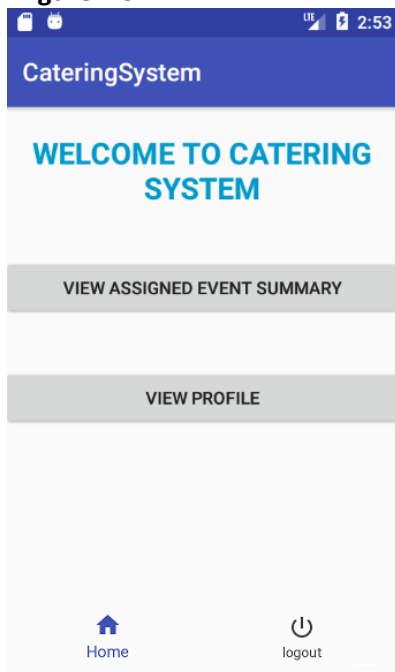 LTE 2:53
CateringSystem
WELCOME TO CATERING
SYSTEM
VIEW ASSIGNED EVENT SUMMARY
VIEW PROFILE
Home logout